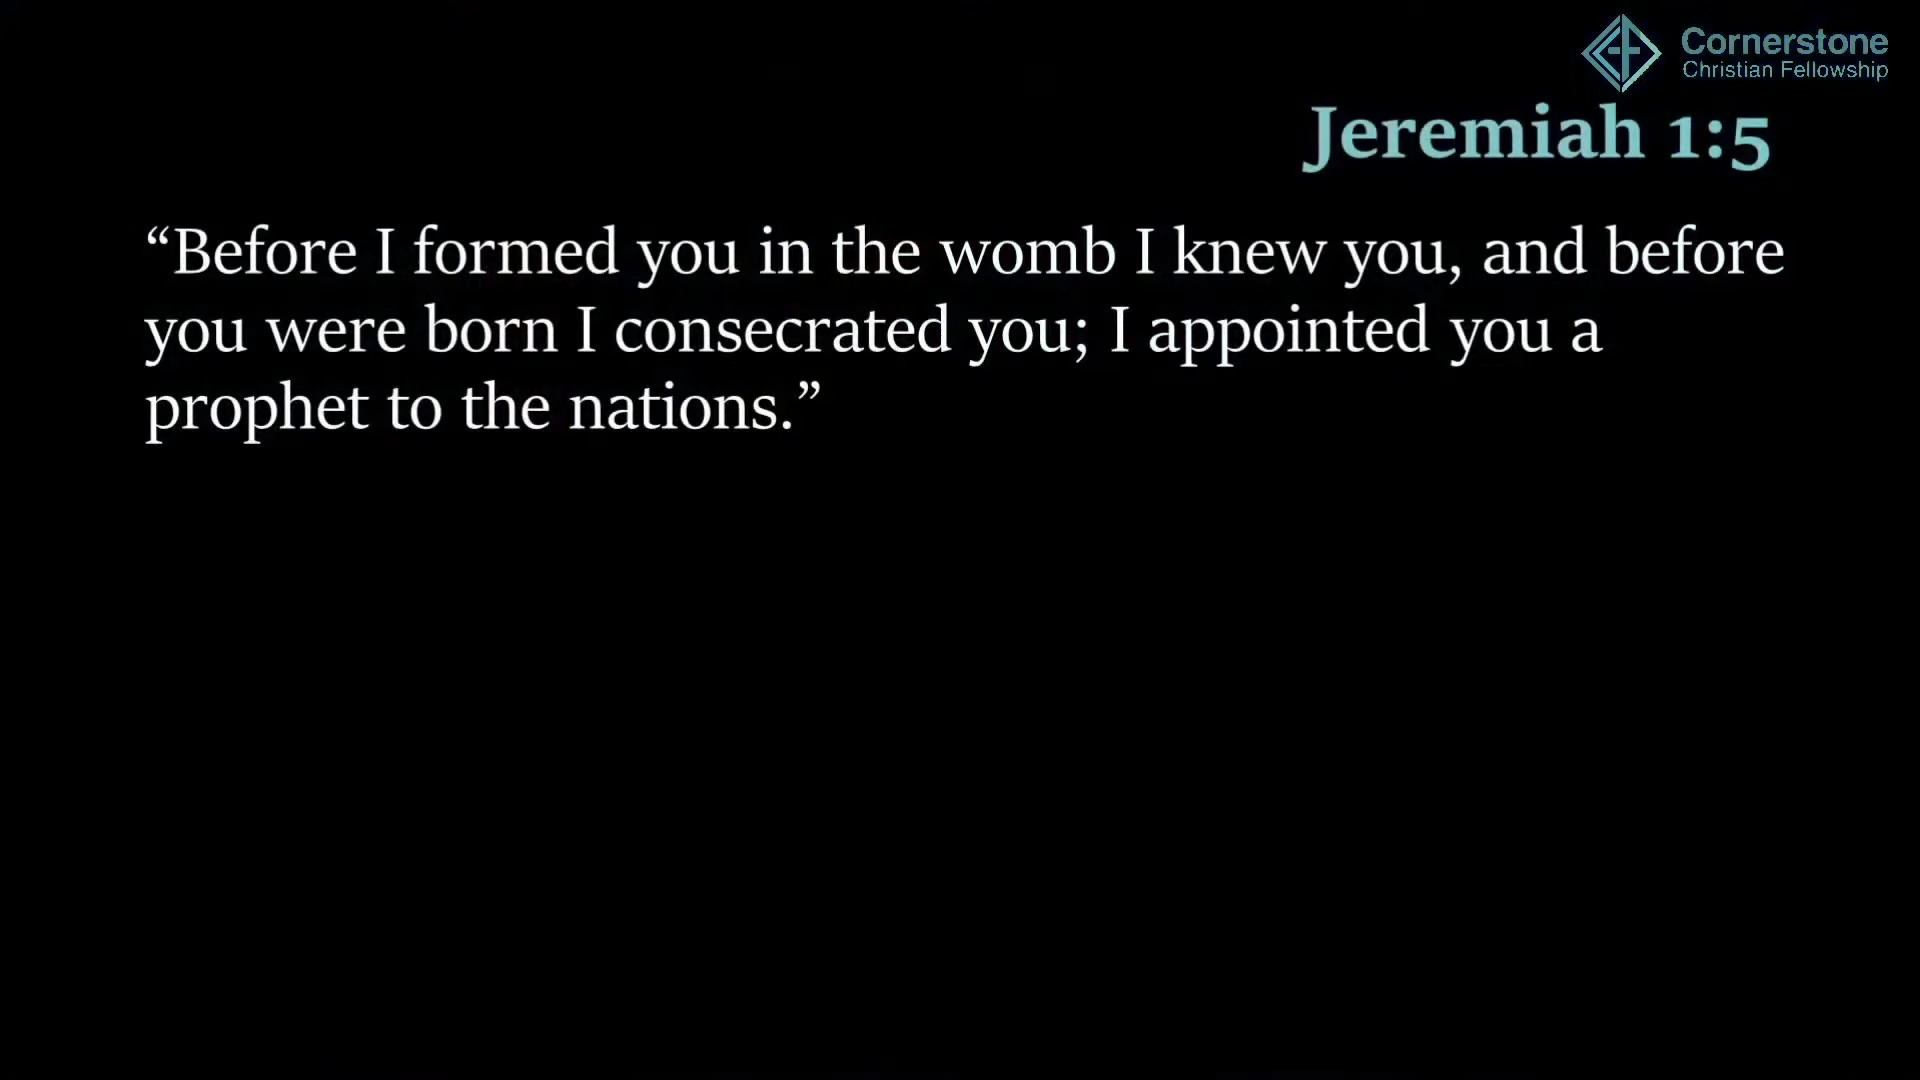 Cornerstone
Christian Fellowship
Jeremiah 1:5
“Before I formed you in the womb I knew you, and before
you were born I consecrated you; I appointed you a
prophet to the nations.”